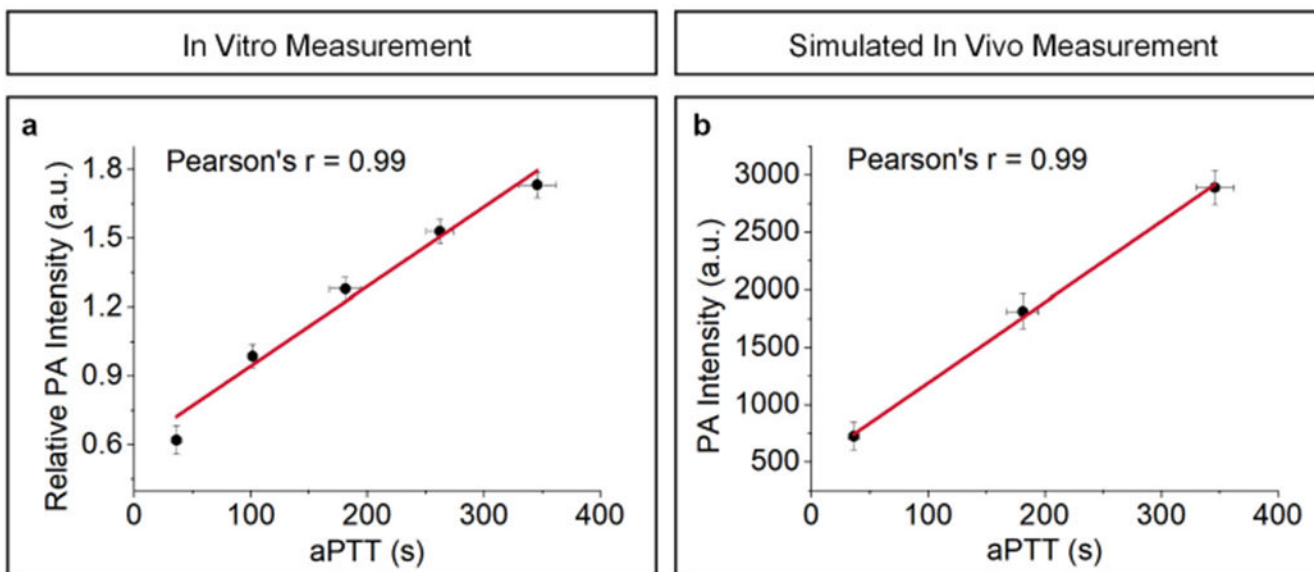 In Vitro Measurement
Simulated In Vivo Measurement
a
Pearson's r = 0.99
Relative PA Intensity (a.u.)
1.8
1.5
1.2
0.9
0.6
0 100 200 300 400
aPTT (s)
b
Pearson's r = 0.99
PA Intensity (a.u.)
3000
2500
2000
1500
1000
500
0 100 200 300 400
aPTT (s)